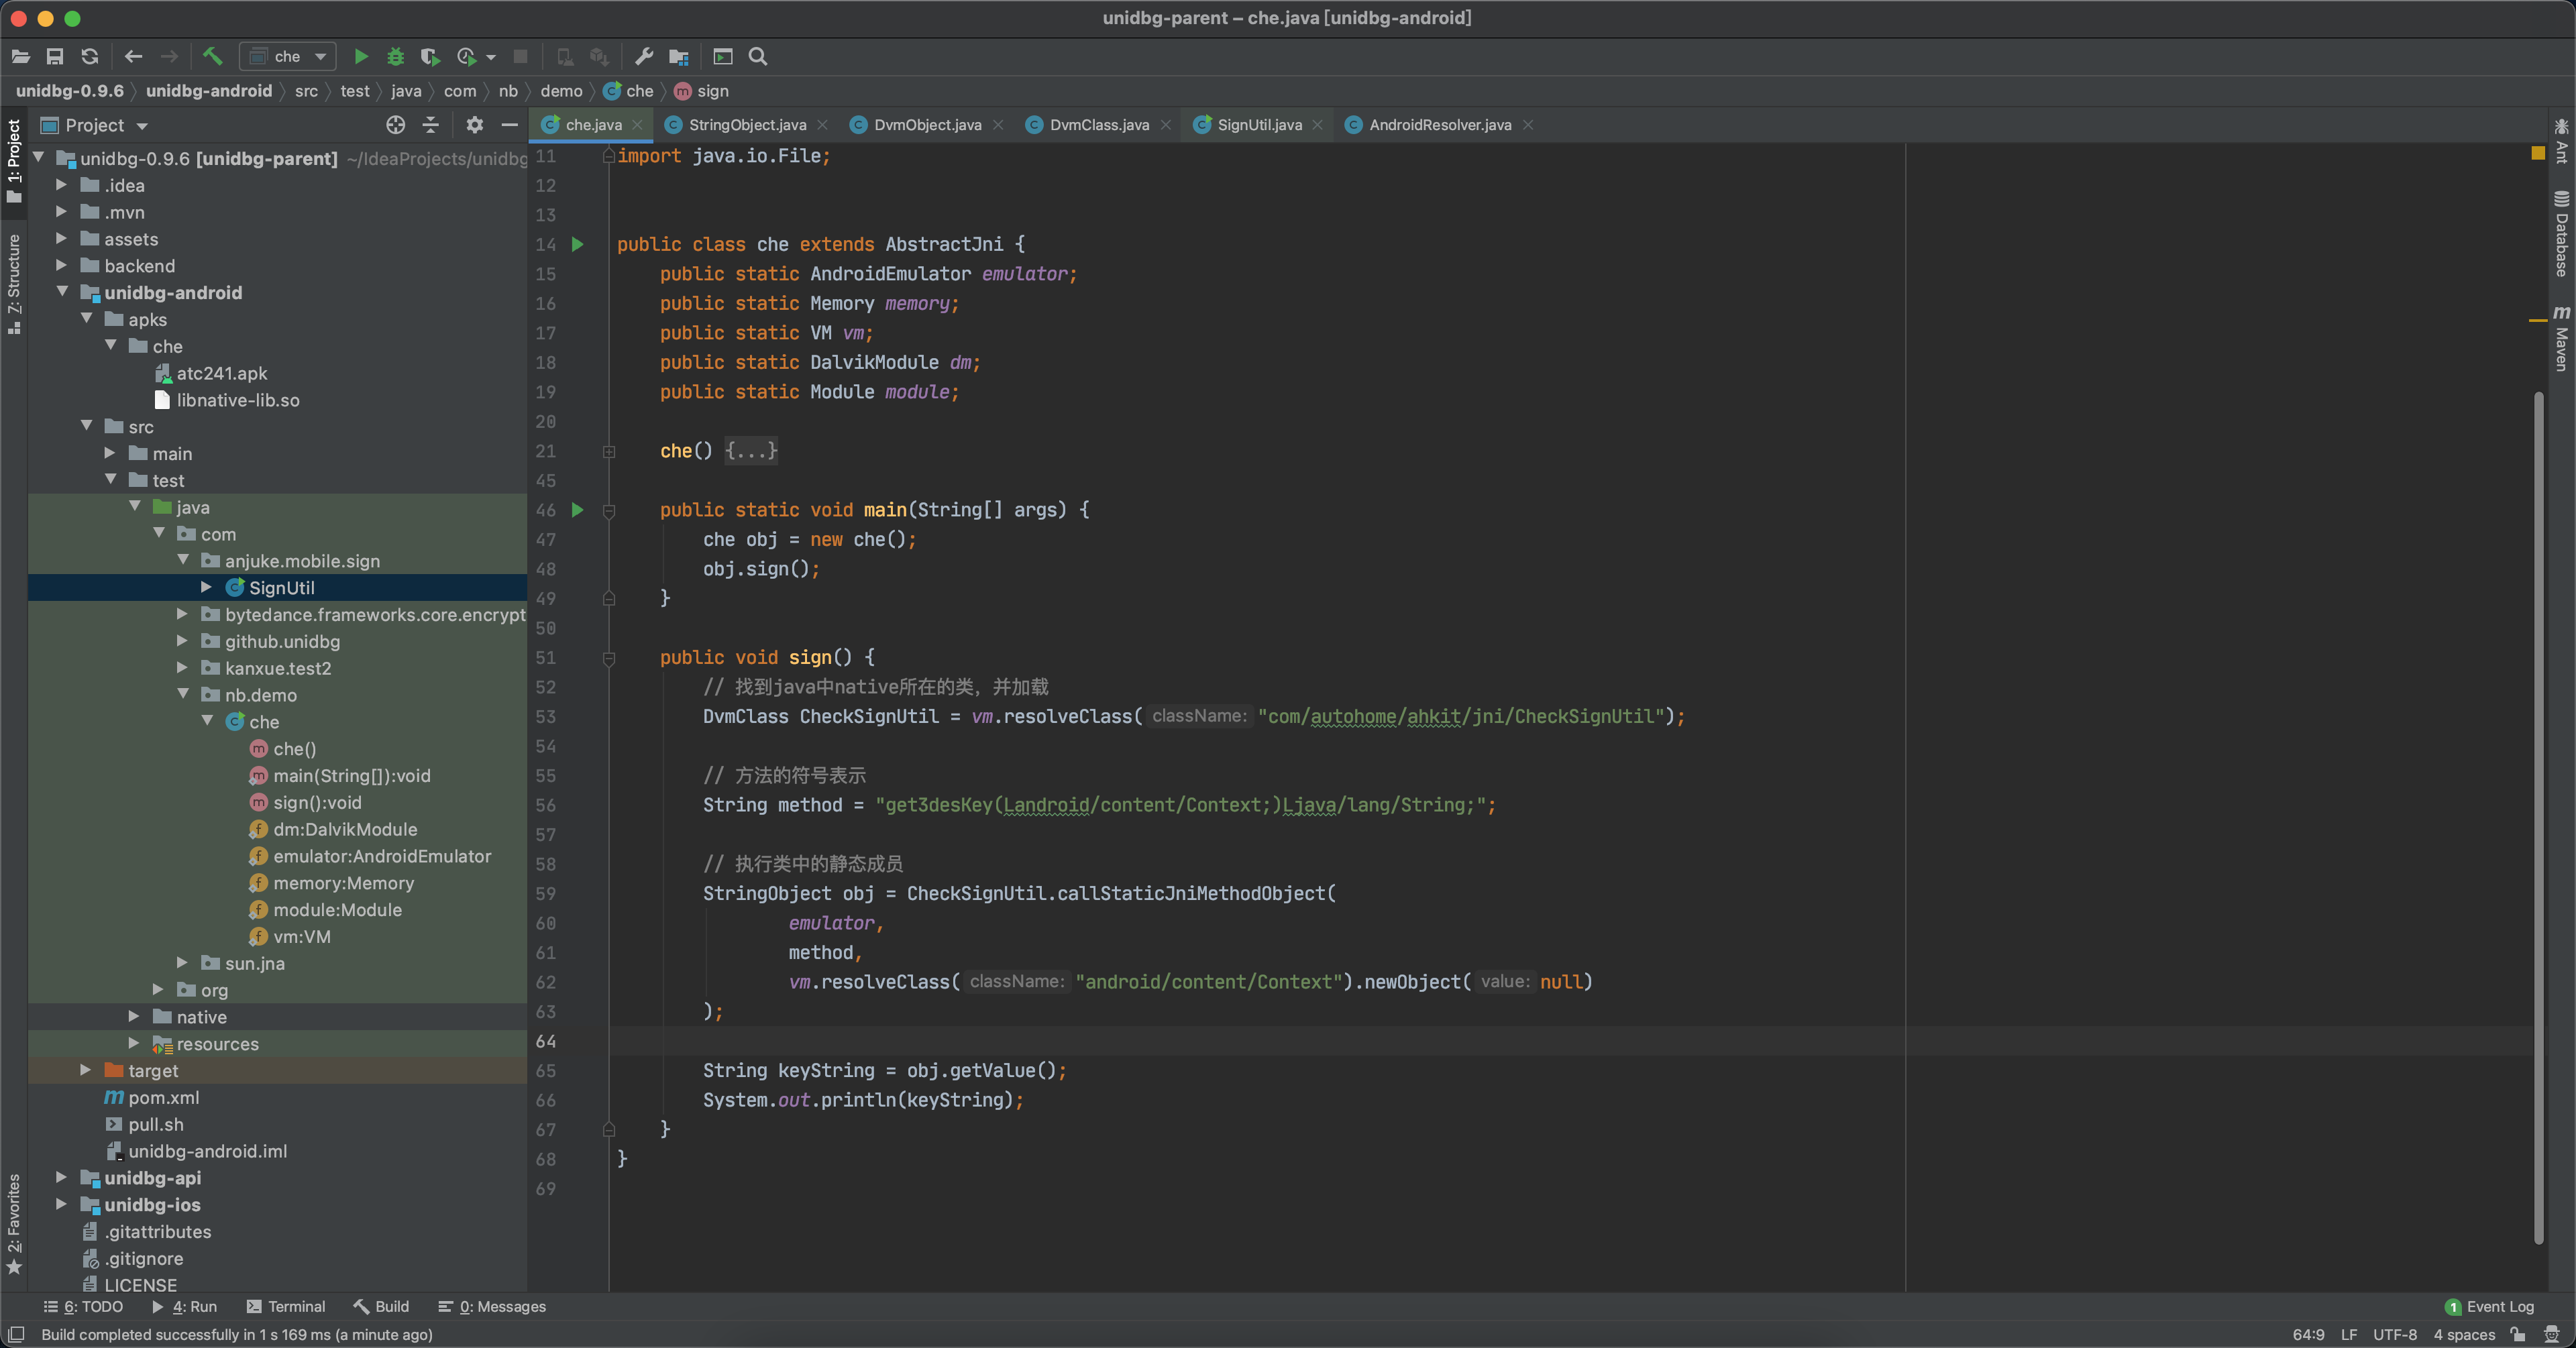 unidbg-parent – che.java [unidbg-android]
che
unidbg-0.9.6 unidbg-android src test java com nb demo che sign
1: Project
Z: Structure
2: Favorites
Project
unidbg-0.9.6 [unidbg-parent] ~/IdeaProjects/unidbg
.idea
.mvn
assets
backend
unidbg-android
apks
che
atc241.apk
libnative-lib.so
src
main
test
java
com
anjuke.mobile.sign
SignUtil
bytedance.frameworks.core.encrypt
github.unidbg
kanxue.test2
nb.demo
che
che()
main(String[]):void
sign():void
dm:DalvikModule
emulator:AndroidEmulator
memory:Memory
module:Module
vm:VM
sun.jna
org
native
resources
target
pom.xml
pull.sh
unidbg-android.iml
unidbg-api
unidbg-ios
.gitattributes
.gitignore
LICENSE
che.java StringObject.java DvmObject.java DvmClass.java SignUtil.java AndroidResolver.java
11 import java.io.File;
12
13
14 public class che extends AbstractJni {
15 public static AndroidEmulator emulator;
16 public static Memory memory;
17 public static VM vm;
18 public static DalvikModule dm;
19 public static Module module;
20
21 che() {...}
45
46 public static void main(String[] args) {
47 che obj = new che();
48 obj.sign();
49 }
50
51 public void sign() {
52 // 找到java中native所在的类，并加载
53 DvmClass CheckSignUtil = vm.resolveClass( className: "com/autohome/ahkit/jni/CheckSignUtil");
54
55 // 方法的符号表示
56 String method = "get3desKey(Landroid/content/Context;)Ljava/lang/String;";
57
58 // 执行类中的静态成员
59 StringObject obj = CheckSignUtil.callStaticJniMethodObject(
60 emulator,
61 method,
62 vm.resolveClass( className: "android/content/Context").newObject( value: null)
63 );
64
65 String keyString = obj.getValue();
66 System.out.println(keyString);
67 }
68 }
69
Ant
Database
Maven
6: TODO 4: Run Terminal Build 0: Messages 1 Event Log
Build completed successfully in 1 s 169 ms (a minute ago) 64:9 LF UTF-8 4 spaces